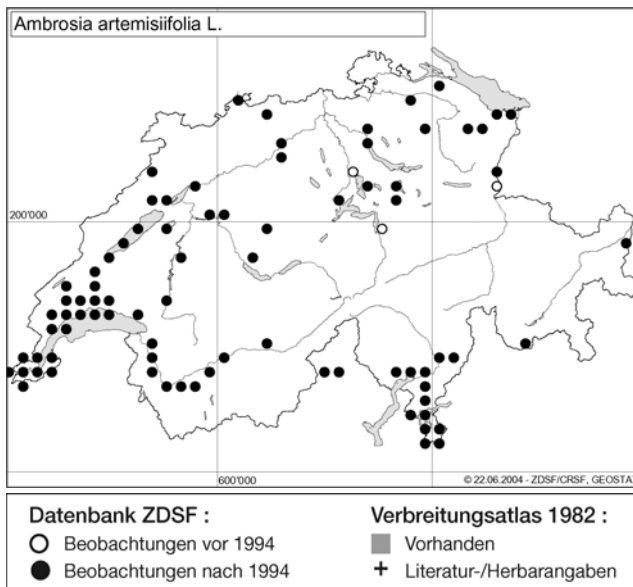 Ambrosia artemisiifolia L.
200'000
600'000
© 22.06.2004 - ZDSF/CRSF, GEOSTAT
Datenbank ZDSF :
Beobachtungen vor 1994
Beobachtungen nach 1994
Verbreitungsatlas 1982 :
Vorhanden
Literatur-/Herbarangaben